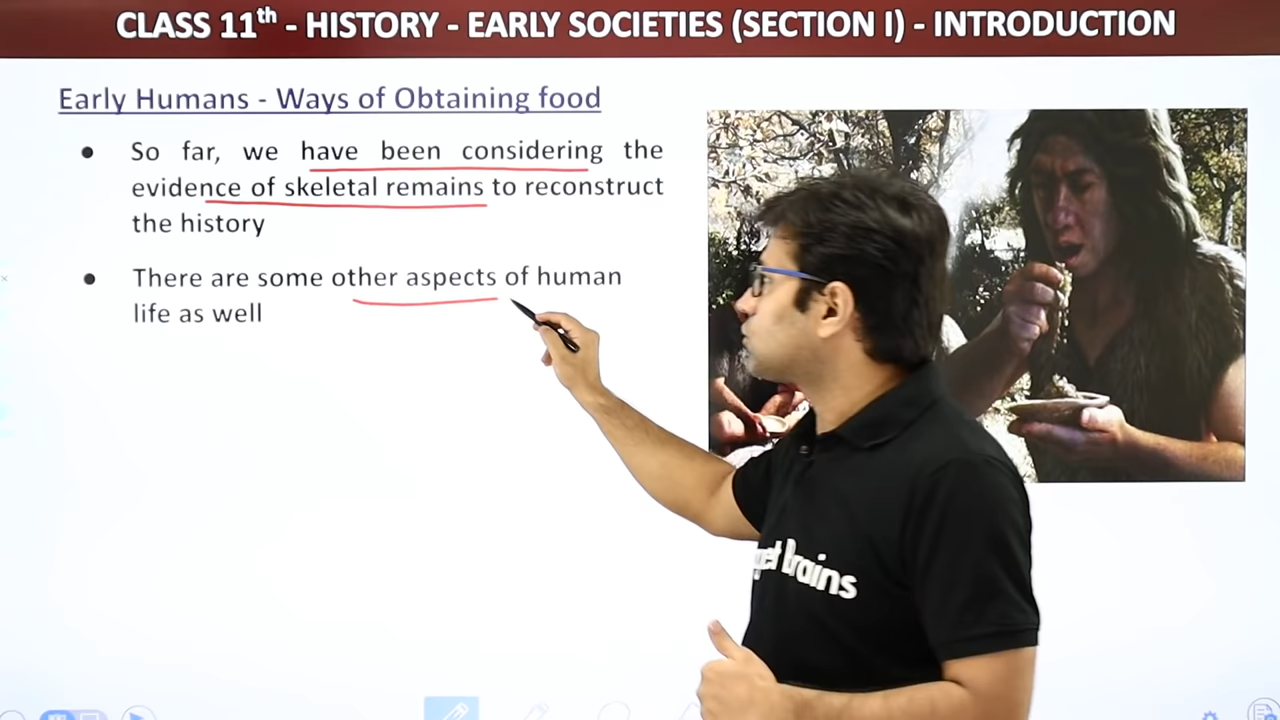 CLASS 11th - HISTORY - EARLY SOCIETIES (SECTION I) - INTRODUCTION
Early Humans - Ways of Obtaining food
● So far, we have been considering the
evidence of skeletal remains to reconstruct
the history
● There are some other aspects of human
life as well
Brains